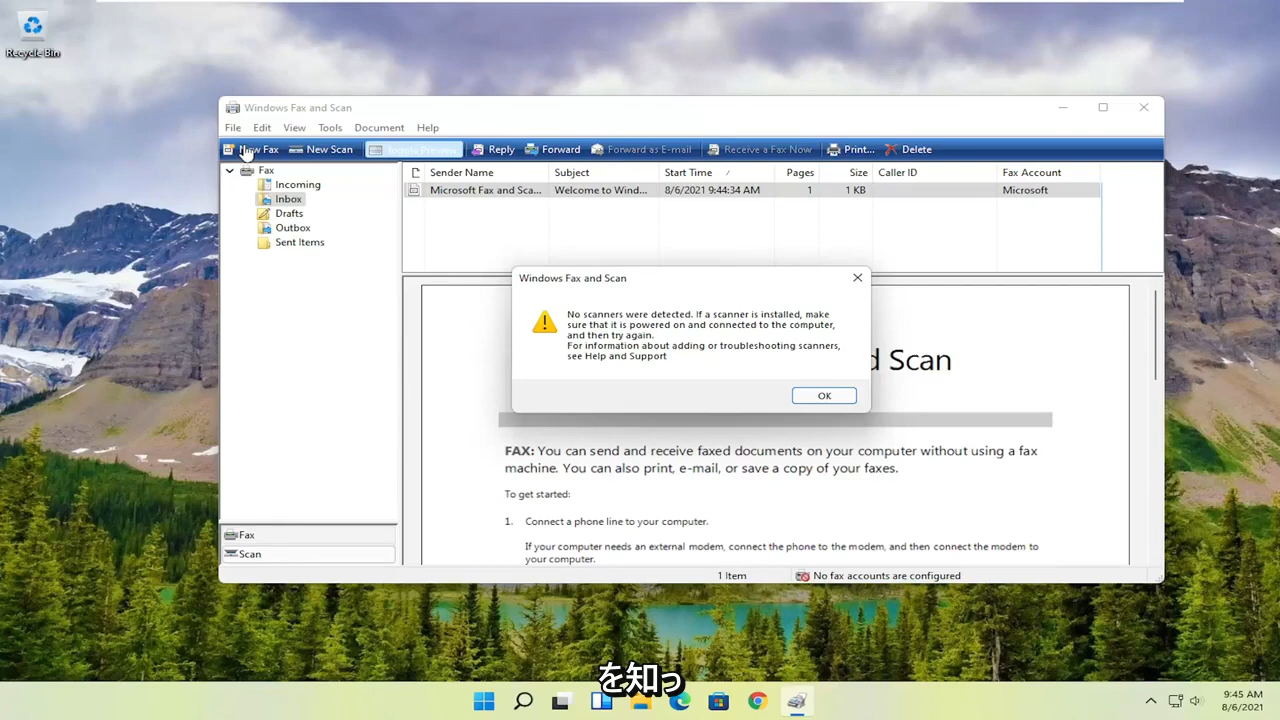 Recycle Bin
Windows Fax and Scan
File Edit View Tools Document Help
New Fax New Scan Toggle Preview Reply Forward Forward as E-mail Receive a Fax Now Print... Delete
Fax
Incoming
Inbox
Drafts
Outbox
Sent Items
Sender Name Subject Start Time Pages Size Caller ID Fax Account
Microsoft Fax and Sca... Welcome to Wind... 8/6/2021 9:44:34 AM 1 1 KB Microsoft
Windows Fax and Scan
No scanners were detected. If a scanner is installed, make
sure that it is powered on and connected to the computer,
and then try again.
For information about adding or troubleshooting scanners,
see Help and Support
OK
d Scan
FAX: You can send and receive faxed documents on your computer without using a fax
machine. You can also print, e-mail, or save a copy of your faxes.
To get started:
1. Connect a phone line to your computer.
If your computer needs an external modem, connect the phone to the modem, and then connect the modem to
your computer.
Fax
Scan
1 Item No fax accounts are configured
を知っ
9:45 AM
8/6/2021